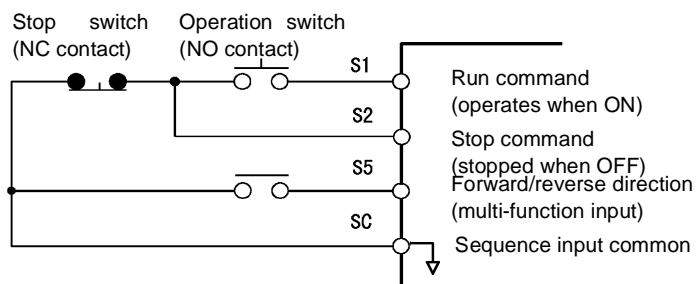 Stop switch Operation switch
(NC contact) (NO contact)
S1
Run command
(operates when ON)
S2
Stop command
(stopped when OFF)
S5
Forward/reverse direction
(multi-function input)
SC
Sequence input common